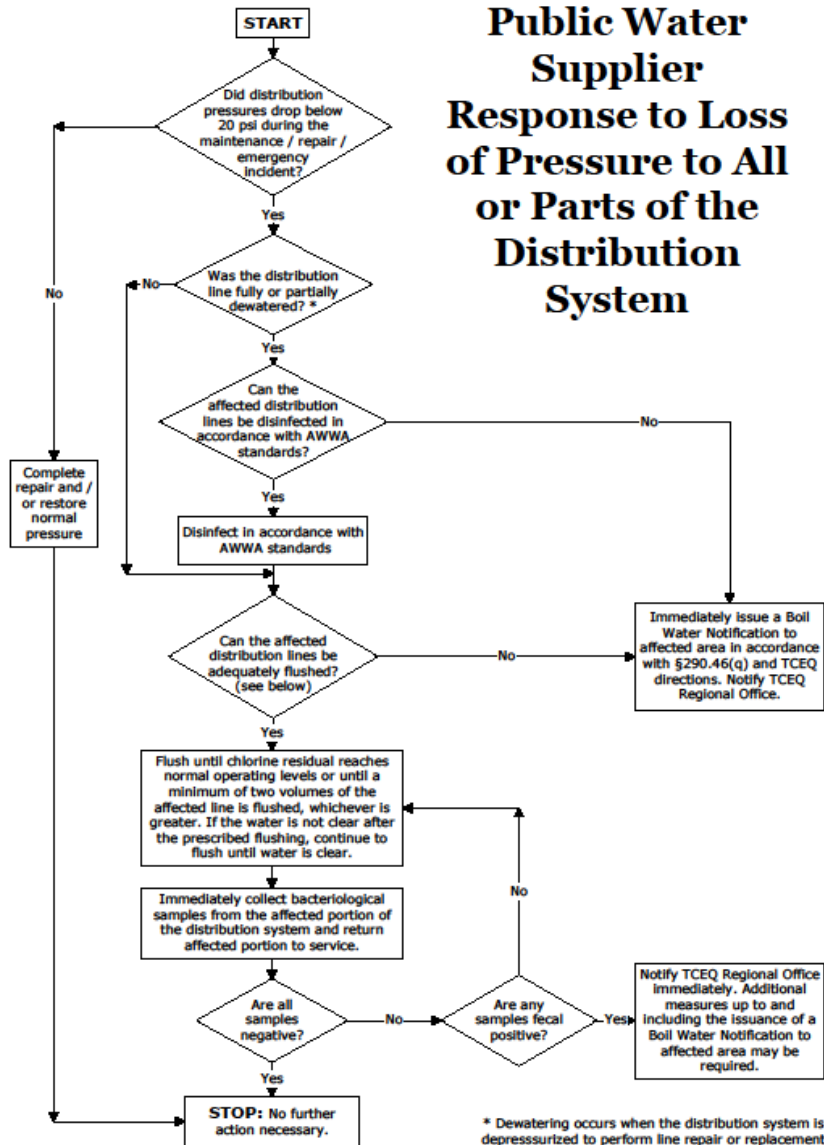 Public Water
Supplier
Response to Loss
of Pressure to All
or Parts of the
Distribution
System
START
Did distribution
pressures drop below
20 psi during the
maintenance / repair /
emergency
incident?
No
Yes
Was the distribution
line fully or partially
dewatered? *
No
Yes
Can the
affected distribution
lines be disinfected in
accordance with AWWA
standards?
No
Yes
Complete
repair and /
or restore
normal
pressure
Disinfect in accordance with
AWWA standards
Can the affected
distribution lines be
adequately flushed?
(see below)
No
Yes
Immediately issue a Boil
Water Notification to
affected area in accordance
with §290.46(q) and TCEQ
directions. Notify TCEQ
Regional Office.
Flush until chlorine residual reaches
normal operating levels or until a
minimum of two volumes of the
affected line is flushed, whichever is
greater. If the water is not clear after
the prescribed flushing, continue to
flush until water is clear.
Immediately collect bacteriological
samples from the affected portion of
the distribution system and return
affected portion to service.
No
Are all
samples
negative?
No
Are any
samples fecal
positive?
Yes
Notify TCEQ Regional Office
immediately. Additional
measures up to and
including the issuance of a
Boil Water Notification to
affected area may be
required.
Yes
STOP: No further
action necessary.
* Dewatering occurs when the distribution system is
depresssurized to perform line repair or replacement